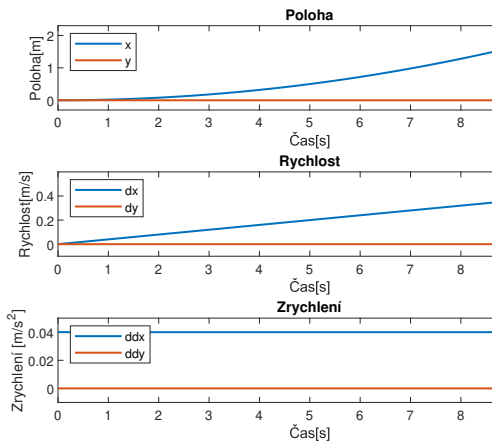 Poloha
Poloha[m]
2
1
0
x
y
0 1 2 3 4 5 6 7 8
Čas[s]
Rychlost
Rychlost[m/s]
0.4
0.2
0
dx
dy
0 1 2 3 4 5 6 7 8
Čas[s]
Zrychlení
Zrychlení [m/s²]
0.04
0.02
0
ddx
ddy
0 1 2 3 4 5 6 7 8
Čas[s]